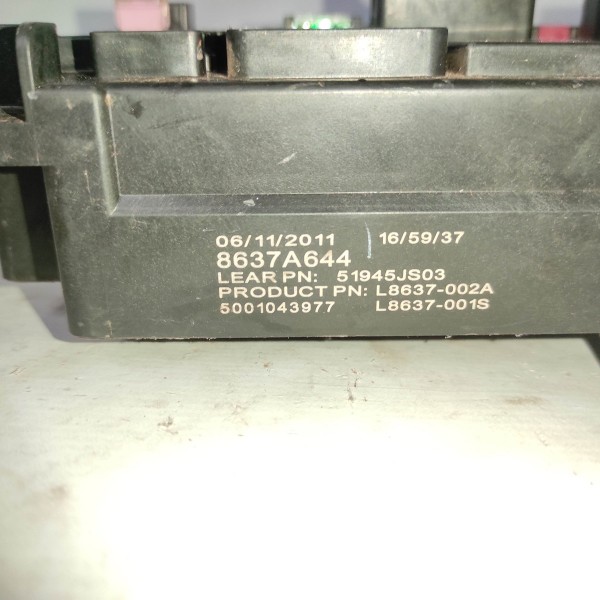 06/11/2011 16/59/37
8637A644
LEAR PN: 51945JS03
PRODUCT PN: L8637-002A
5001043977 L8637-001S